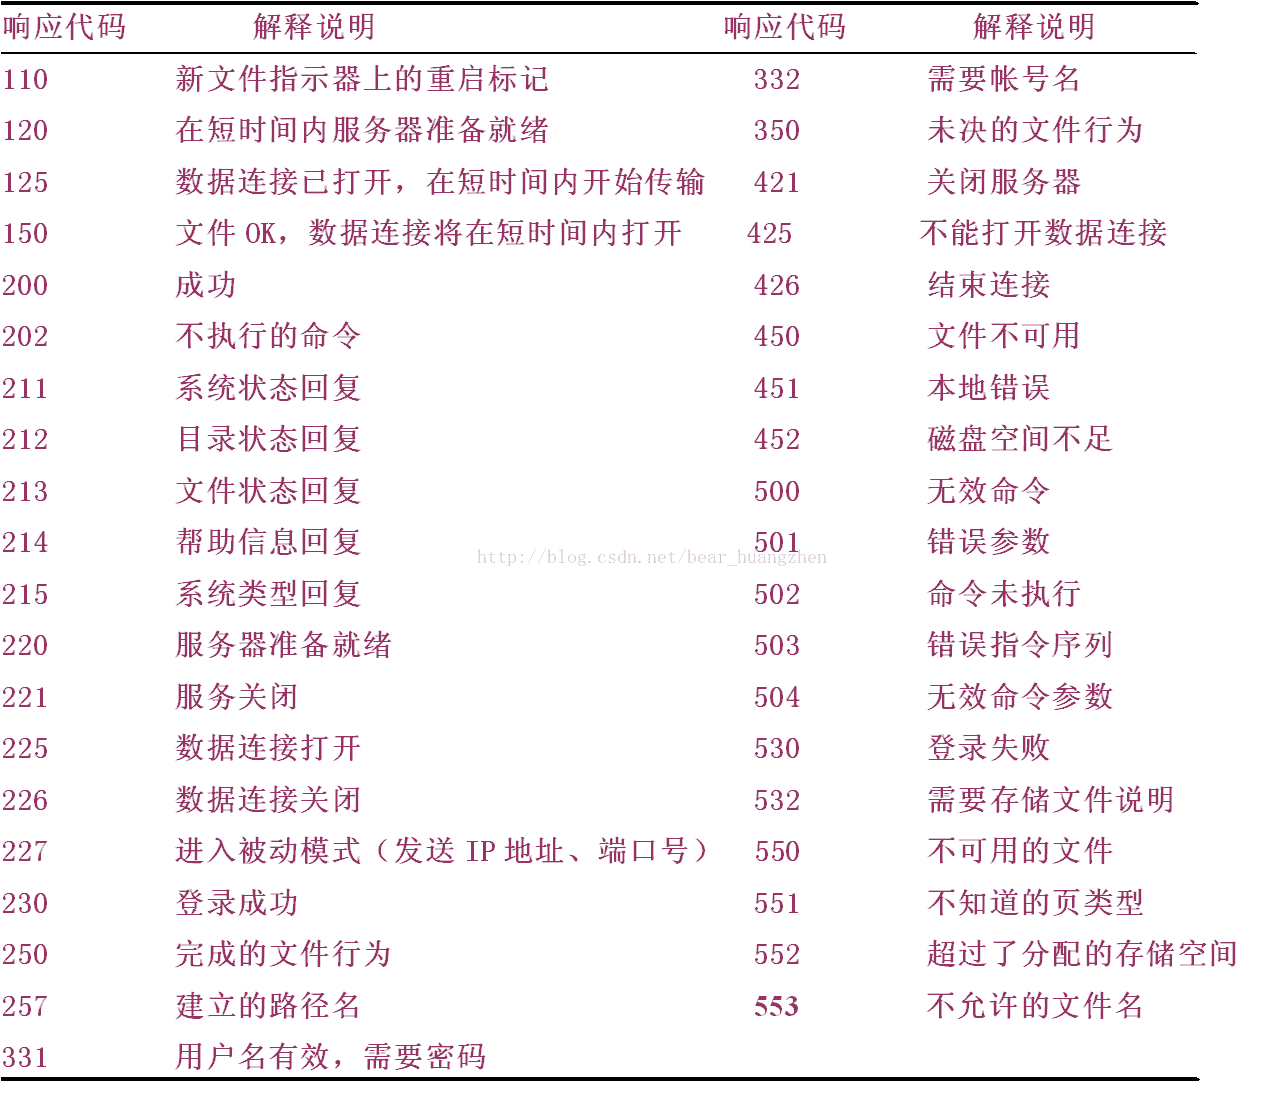 响应代码 解释说明 响应代码 解释说明
110 新文件指示器上的重启标记 332 需要帐号名
120 在短时间内服务器准备就绪 350 未决的文件行为
125 数据连接已打开，在短时间内开始传输 421 关闭服务器
150 文件 OK，数据连接将在短时间内打开 425 不能打开数据连接
200 成功 426 结束连接
202 不执行的命令 450 文件不可用
211 系统状态回复 451 本地错误
212 目录状态回复 452 磁盘空间不足
213 文件状态回复 500 无效命令
214 帮助信息回复 501 错误参数
http://blog.csdn.net/bear_huangzhen
215 系统类型回复 502 命令未执行
220 服务器准备就绪 503 错误指令序列
221 服务关闭 504 无效命令参数
225 数据连接打开 530 登录失败
226 数据连接关闭 532 需要存储文件说明
227 进入被动模式（发送 IP 地址、端口号） 550 不可用的文件
230 登录成功 551 不知道的页类型
250 完成的文件行为 552 超过了分配的存储空间
257 建立的路径名 553 不允许的文件名
331 用户名有效，需要密码